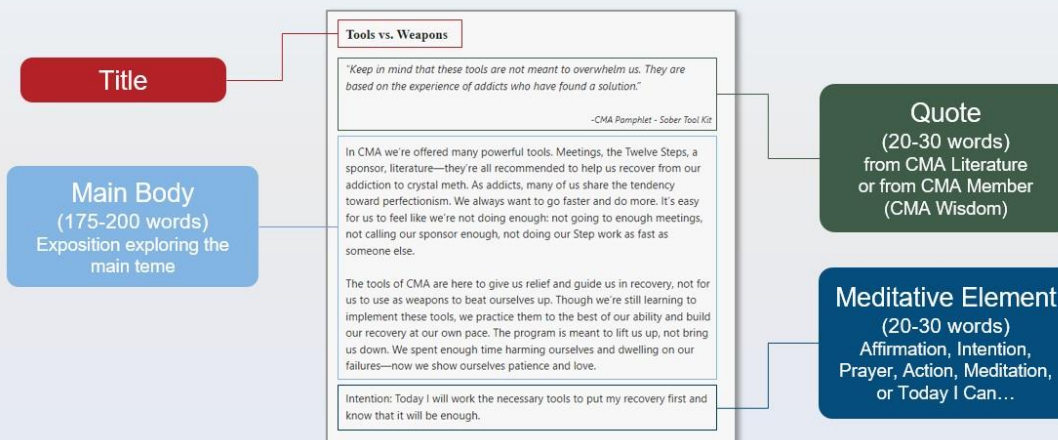 Title
Main Body
(175-200 words)
Exposition exploring the
main teme
Tools vs. Weapons
"Keep in mind that these tools are not meant to overwhelm us. They are
based on the experience of addicts who have found a solution."
-CMA Pamphlet - Sober Tool Kit
In CMA we're offered many powerful tools. Meetings, the Twelve Steps, a
sponsor, literature—they're all recommended to help us recover from our
addiction to crystal meth. As addicts, many of us share the tendency
toward perfectionism. We always want to go faster and do more. It's easy
for us to feel like we're not doing enough: not going to enough meetings,
not calling our sponsor enough, not doing our Step work as fast as
someone else.
The tools of CMA are here to give us relief and guide us in recovery, not for
us to use as weapons to beat ourselves up. Though we're still learning to
implement these tools, we practice them to the best of our ability and build
our recovery at our own pace. The program is meant to lift us up, not bring
us down. We spent enough time harming ourselves and dwelling on our
failures—now we show ourselves patience and love.
Intention: Today I will work the necessary tools to put my recovery first and
know that it will be enough.
Quote
(20-30 words)
from CMA Literature
or from CMA Member
(CMA Wisdom)
Meditative Element
(20-30 words)
Affirmation, Intention,
Prayer, Action, Meditation,
or Today I Can…